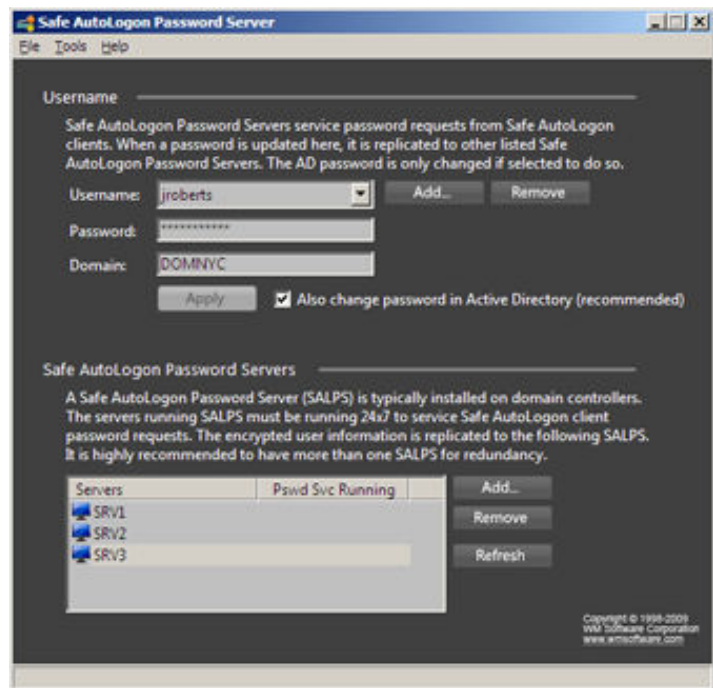 Safe AutoLogon Password Server
File Tools Help
Username
Safe AutoLogon Password Servers service password requests from Safe AutoLogon
clients. When a password is updated here, it is replicated to other listed Safe
AutoLogon Password Servers. The AD password is only changed if selected to do so.
Username: jroberts Add... Remove
Password: ***********
Domain: DOMNYC
Apply Also change password in Active Directory (recommended)
Safe AutoLogon Password Servers
A Safe AutoLogon Password Server (SALPS) is typically installed on domain controllers.
The servers running SALPS must be running 24x7 to service Safe AutoLogon client
password requests. The encrypted user information is replicated to the following SALPS.
It is highly recommended to have more than one SALPS for redundancy.
Servers Pswd Svc Running Add...
SRV1
SRV2
SRV3
Remove
Refresh
Copyright © 1998-2009
WM Software Corporation
www.wmsoftware.com